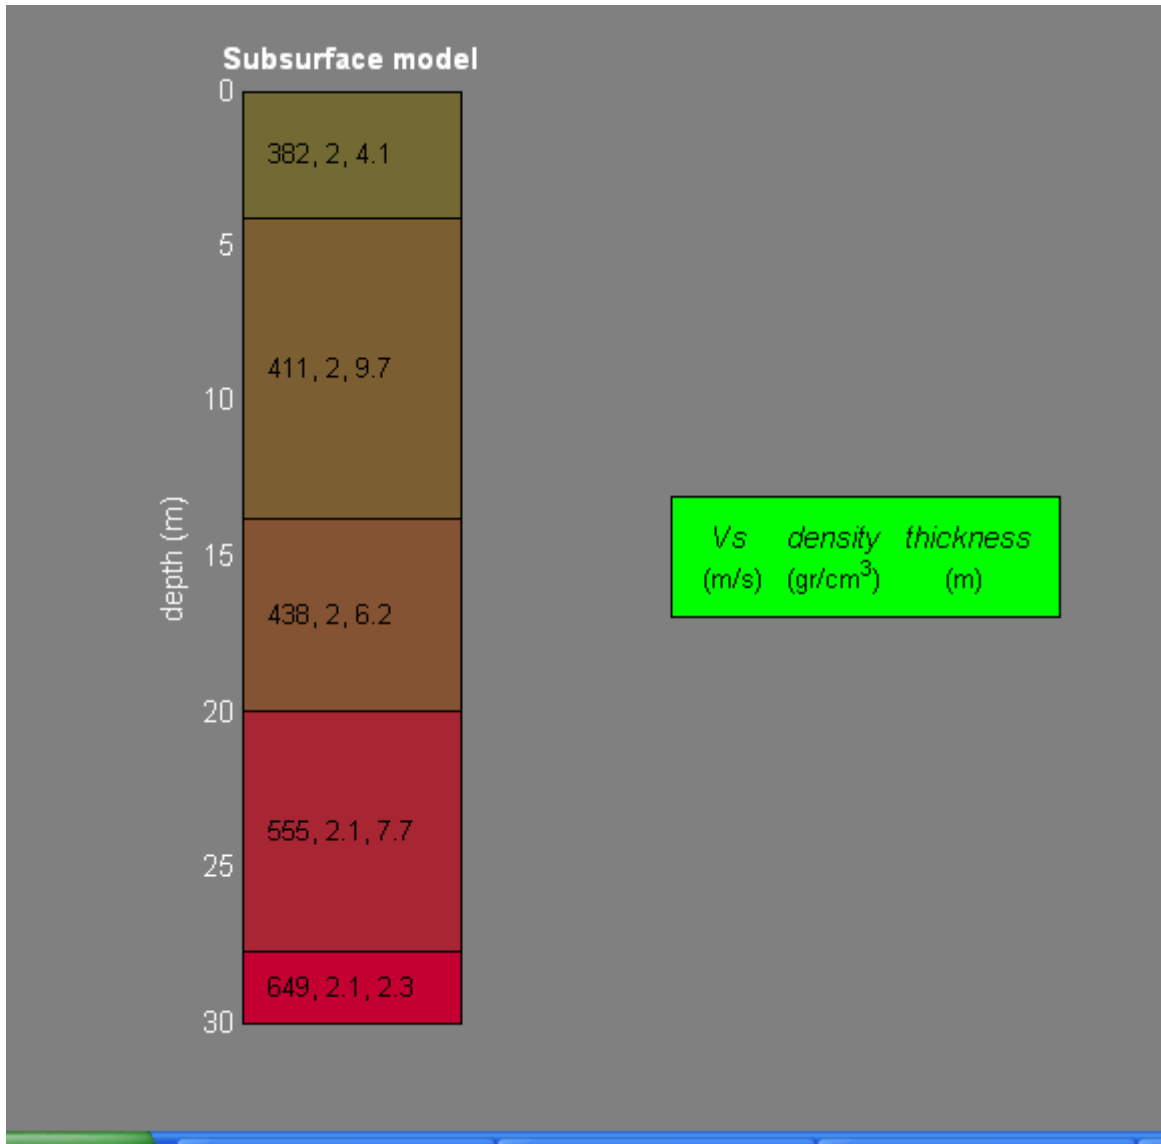 Subsurface model
0
382, 2, 4.1
5
411, 2, 9.7
10
depth (m)
15
438, 2, 6.2
20
555, 2.1, 7.7
25
649, 2.1, 2.3
30
Vs density thickness
(m/s) (gr/cm³) (m)